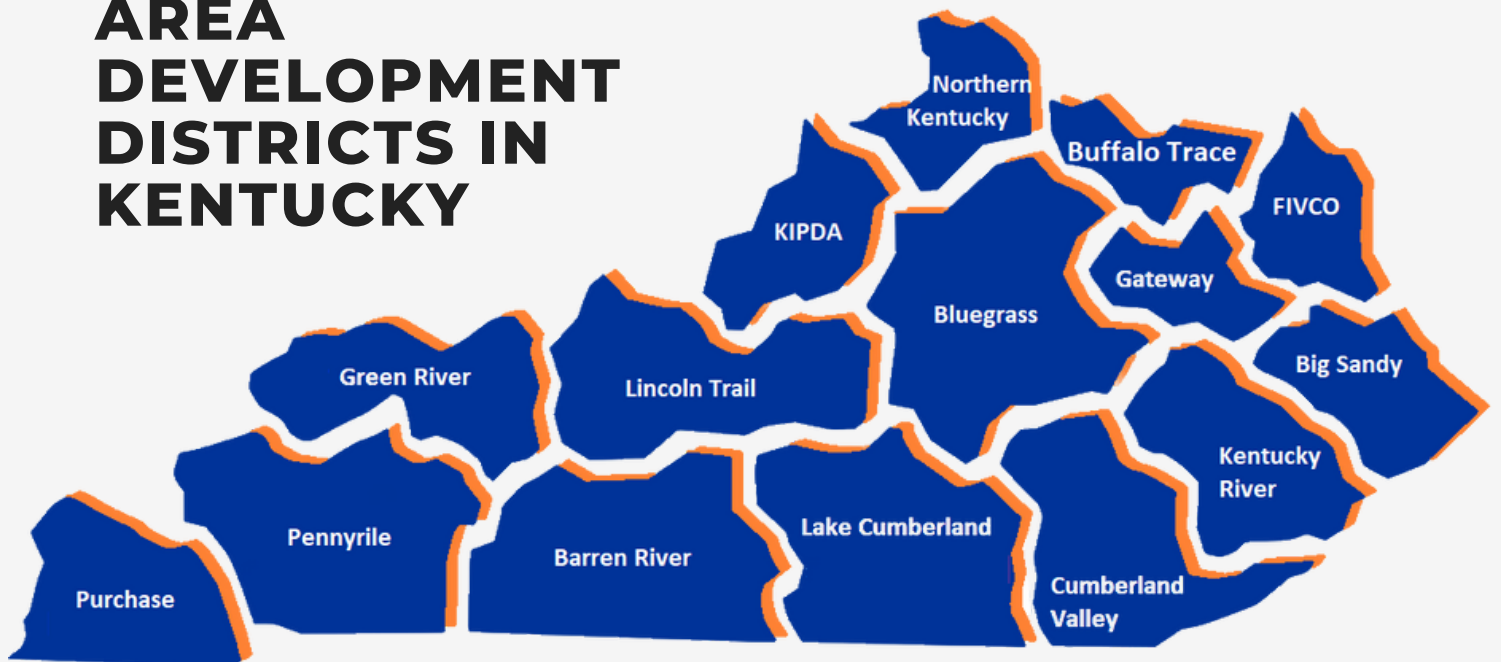 AREA
DEVELOPMENT
DISTRICTS IN
KENTUCKY
Northern
Kentucky
Buffalo Trace
FIVCO
KIPDA
Gateway
Bluegrass
Big Sandy
Green River
Lincoln Trail
Kentucky
River
Lake Cumberland
Pennyrile
Barren River
Cumberland
Valley
Purchase